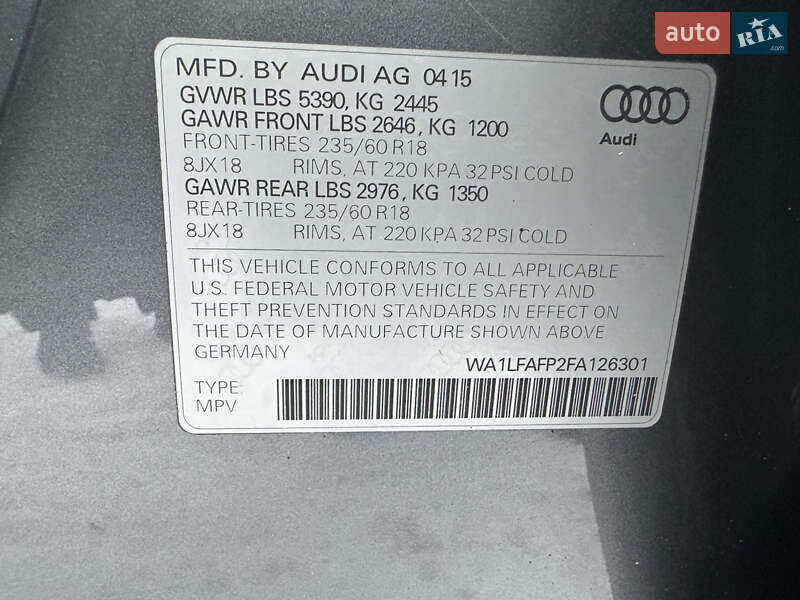 auto RIA.com
MFD. BY AUDI AG 04 15
GVWR LBS 5390, KG 2445
GAWR FRONT LBS 2646, KG 1200
FRONT-TIRES 235/60 R18
8JX18 RIMS, AT 220 KPA 32 PSI COLD
GAWR REAR LBS 2976, KG 1350
REAR-TIRES 235/60 R18
8JX18 RIMS, AT 220 KPA 32 PSI COLD
Audi
THIS VEHICLE CONFORMS TO ALL APPLICABLE
U.S. FEDERAL MOTOR VEHICLE SAFETY AND
THEFT PREVENTION STANDARDS IN EFFECT ON
THE DATE OF MANUFACTURE SHOWN ABOVE
GERMANY
WA1LFAFP2FA126301
TYPE
MPV